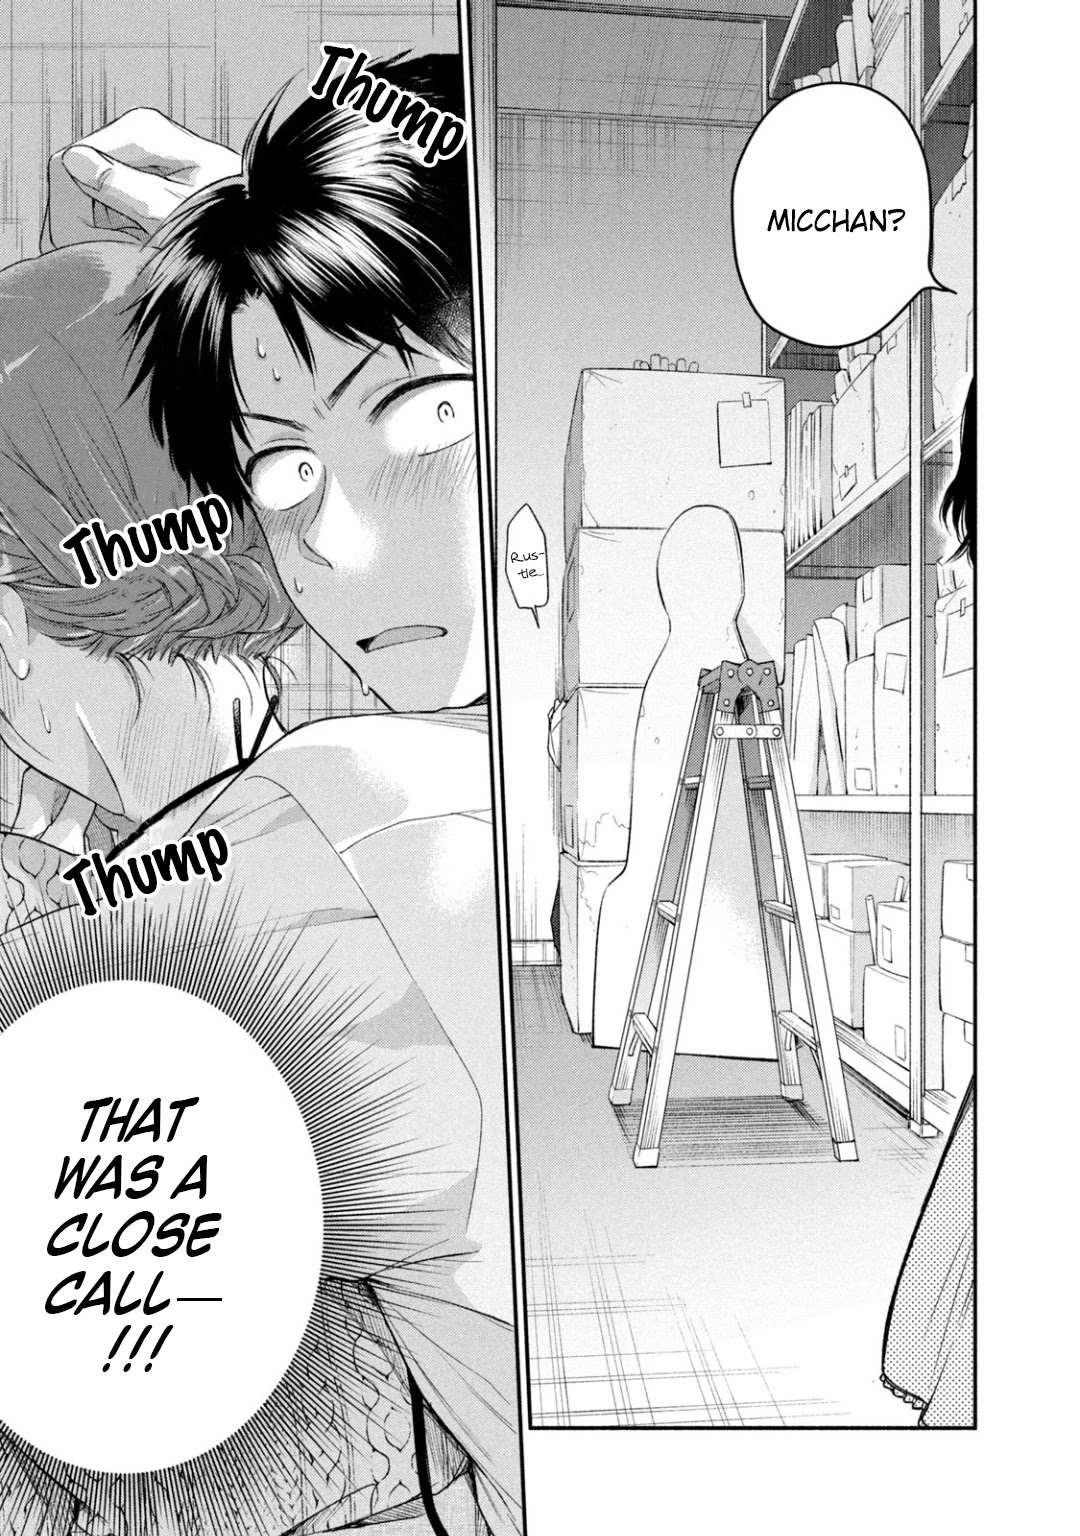 MICCHAN?
Rus-
tle..
Thump
Thump
Thump
THAT
WAS A
CLOSE
CALL—
!!!